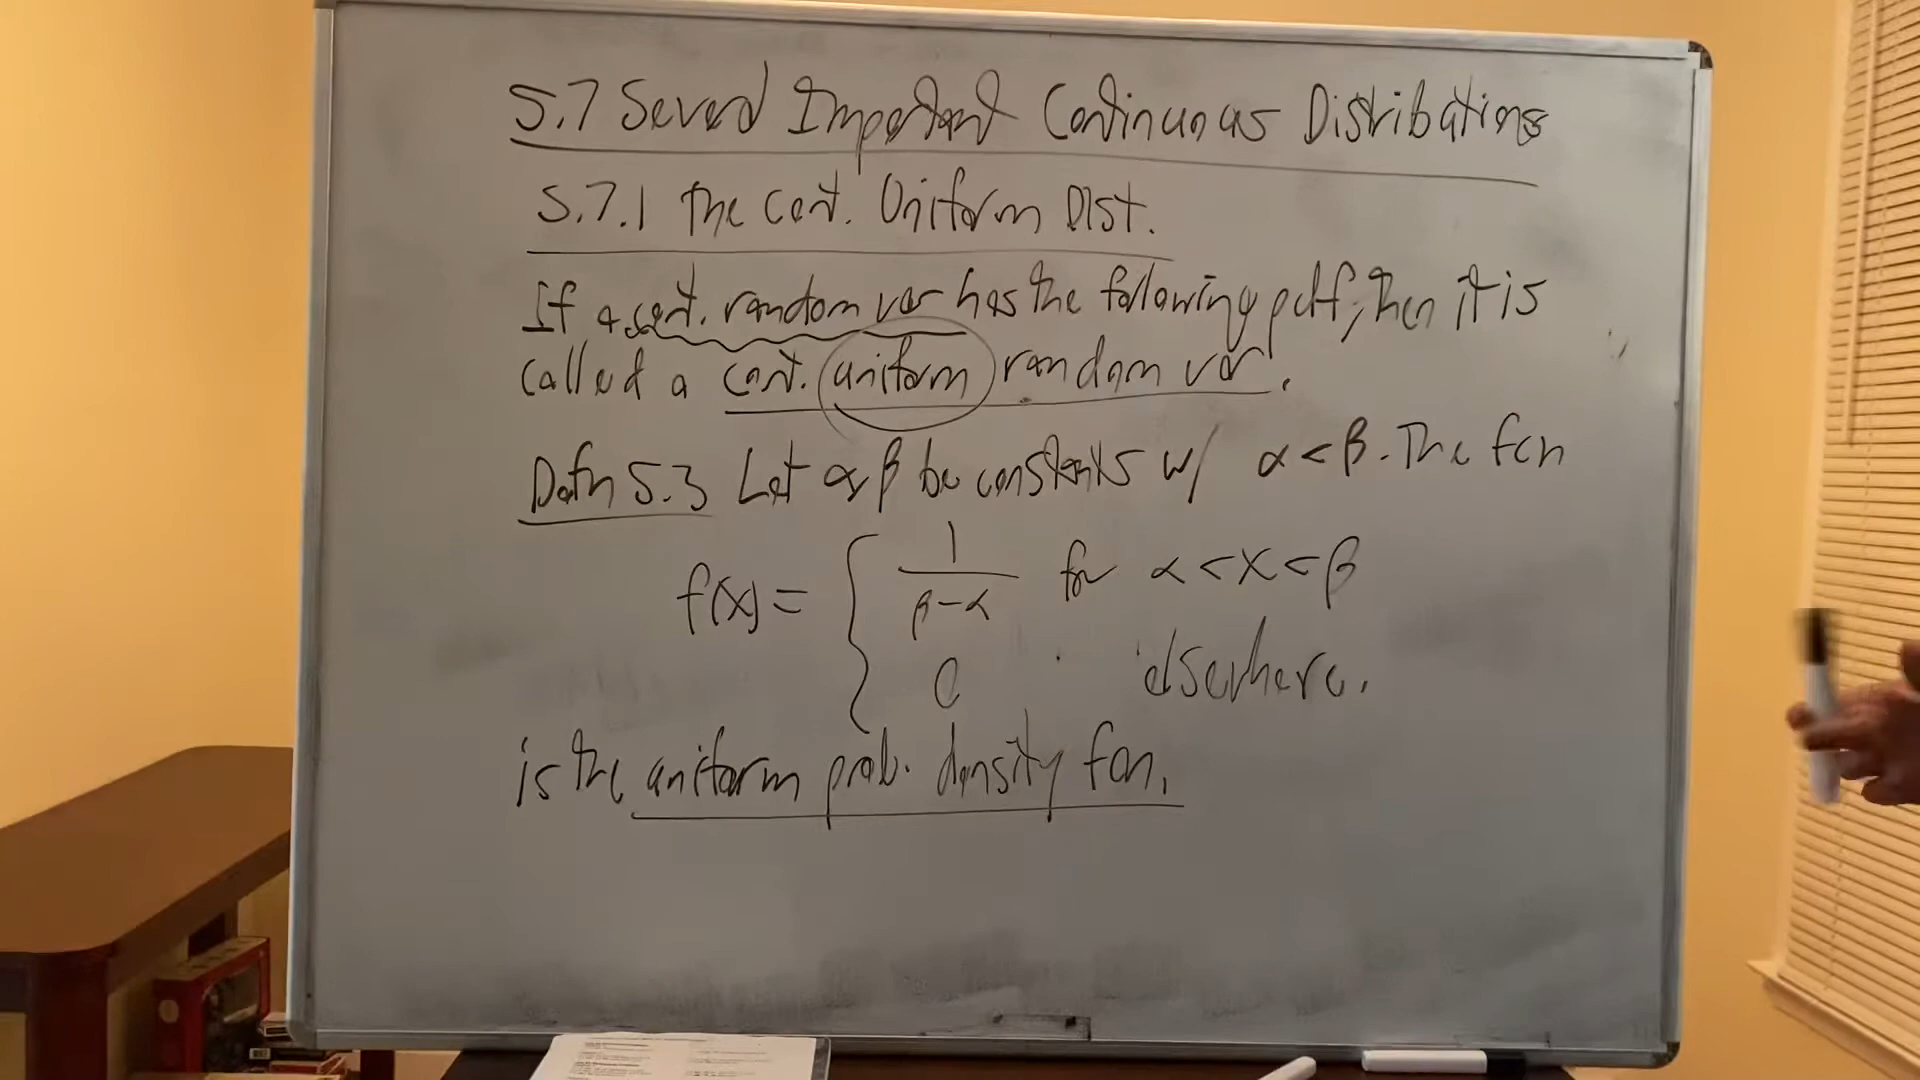 5.7 Several Important Continuous Distributions
5.7.1 The Cont. Uniform Dist.
If a cont. random var has the following pdf, then it is
called a cont. uniform random var.
Defn 5.3 Let α, β be constants w/ α < β. The fcn
f(x) = { 1/(β-α) for α < x < β
0 elsewhere.
is the uniform prob. density fcn.